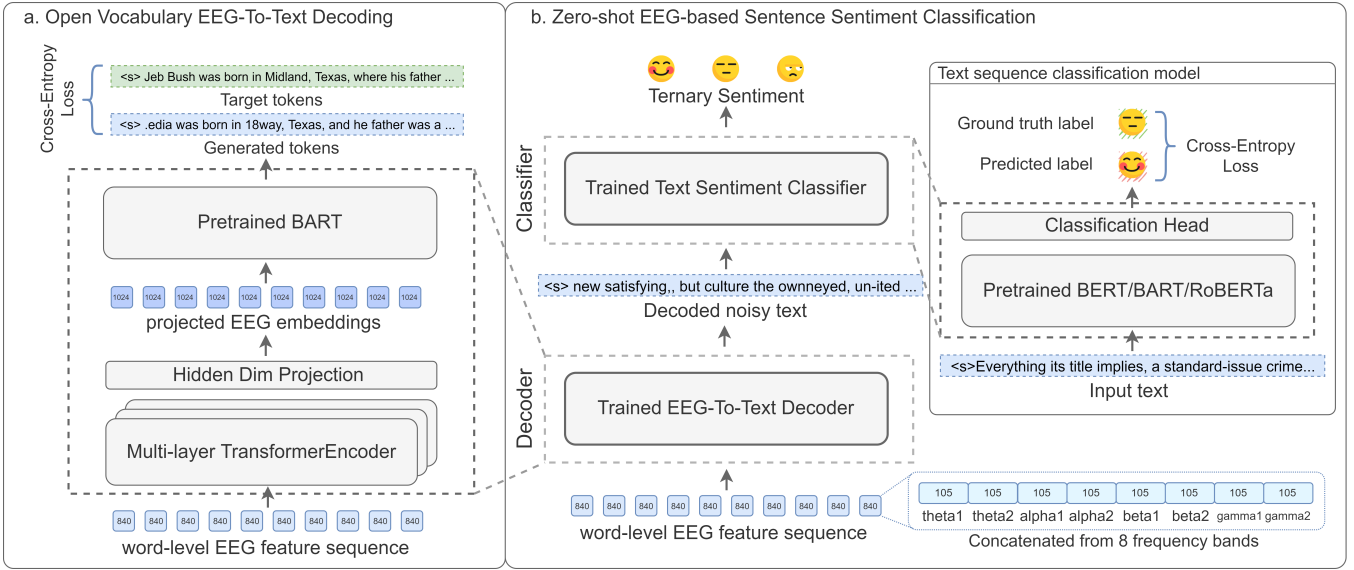 a. Open Vocabulary EEG-To-Text Decoding
Cross-Entropy
Loss
<s> Jeb Bush was born in Midland, Texas, where his father ...
Target tokens
<s> .edia was born in 18way, Texas, and he father was a ...
Generated tokens
Pretrained BART
1024 1024 1024 1024 1024 1024 1024 1024 1024 1024
projected EEG embeddings
Hidden Dim Projection
Multi-layer TransformerEncoder
840 840 840 840 840 840 840 840 840 840
word-level EEG feature sequence
b. Zero-shot EEG-based Sentence Sentiment Classification
Ternary Sentiment
Classifier
Trained Text Sentiment Classifier
<s> new satisfying,, but culture the ownneyed, un-ited ...
Decoded noisy text
Decoder
Trained EEG-To-Text Decoder
840 840 840 840 840 840 840 840 840 840
word-level EEG feature sequence
Text sequence classification model
Ground truth label
Predicted label
Cross-Entropy
Loss
Classification Head
Pretrained BERT/BART/RoBERTa
<s>Everything its title implies, a standard-issue crime...
Input text
105 105 105 105 105 105 105 105
theta1 theta2 alpha1 alpha2 beta1 beta2 gamma1 gamma2
Concatenated from 8 frequency bands